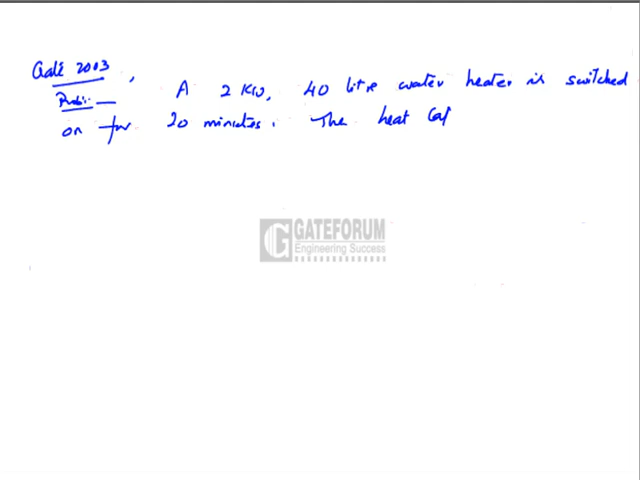 Gate 2003,
Prob:- A 2 KW, 40 litre water heater is switched
on for 20 minutes. The heat Cap
GATEFORUM
Engineering Success